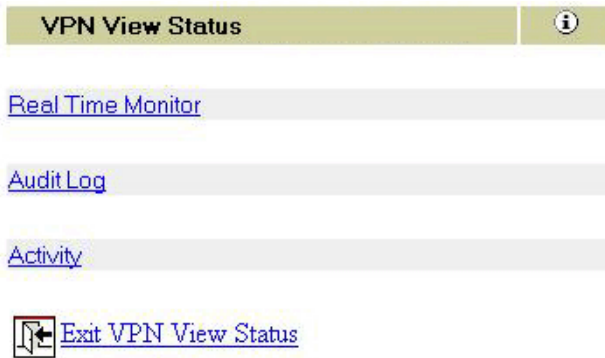 VPN View Status
Real Time Monitor
Audit Log
Activity
Exit VPN View Status